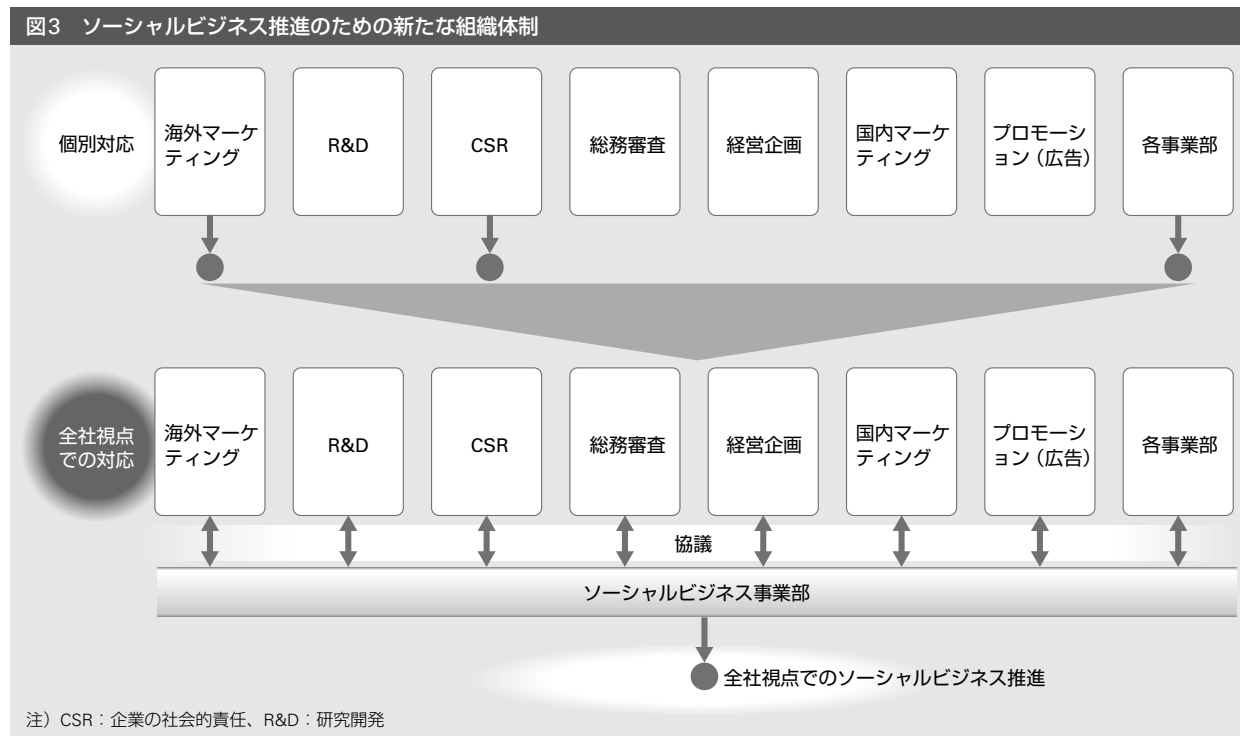 図3 ソーシャルビジネス推進のための新たな組織体制
個別対応
海外マーケ
ティング
R&D
CSR
総務審査
経営企画
国内マーケ
ティング
プロモーシ
ョン（広告）
各事業部
全社視点
での対応
海外マーケ
ティング
R&D
CSR
総務審査
経営企画
国内マーケ
ティング
プロモーシ
ョン（広告）
各事業部
協議
ソーシャルビジネス事業部
全社視点でのソーシャルビジネス推進
注）CSR：企業の社会的責任、R&D：研究開発